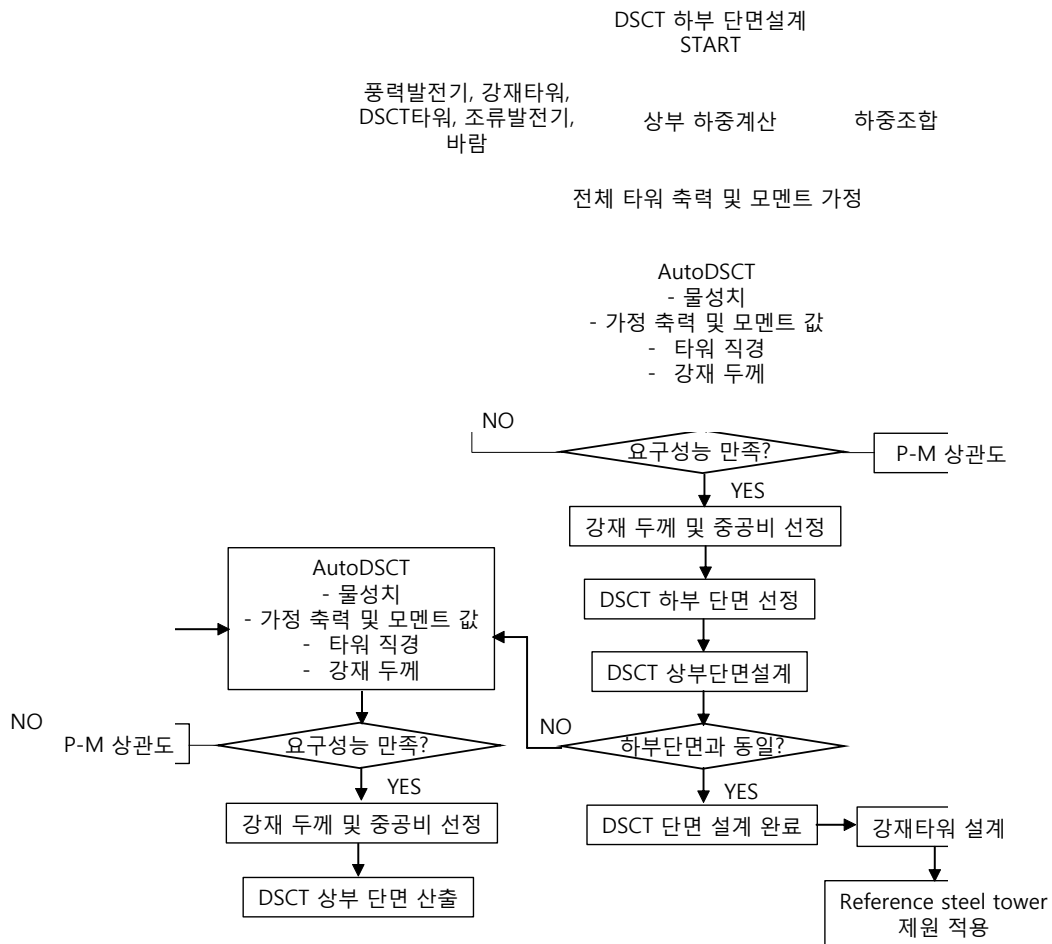 DSCT 하부 단면설계
START
풍력발전기, 강재타워,
DSCT타워, 조류발전기,
바람
상부 하중계산
하중조합
전체 타워 축력 및 모멘트 가정
AutoDSCT
- 물성치
- 가정 축력 및 모멘트 값
- 타워 직경
- 강재 두께
NO
요구성능 만족?
P-M 상관도
YES
강재 두께 및 중공비 선정
DSCT 하부 단면 선정
DSCT 상부단면설계
NO
하부단면과 동일?
YES
DSCT 단면 설계 완료
강재타워 설계
Reference steel tower
제원 적용
AutoDSCT
- 물성치
- 가정 축력 및 모멘트 값
- 타워 직경
- 강재 두께
NO
P-M 상관도
요구성능 만족?
YES
강재 두께 및 중공비 선정
DSCT 상부 단면 산출